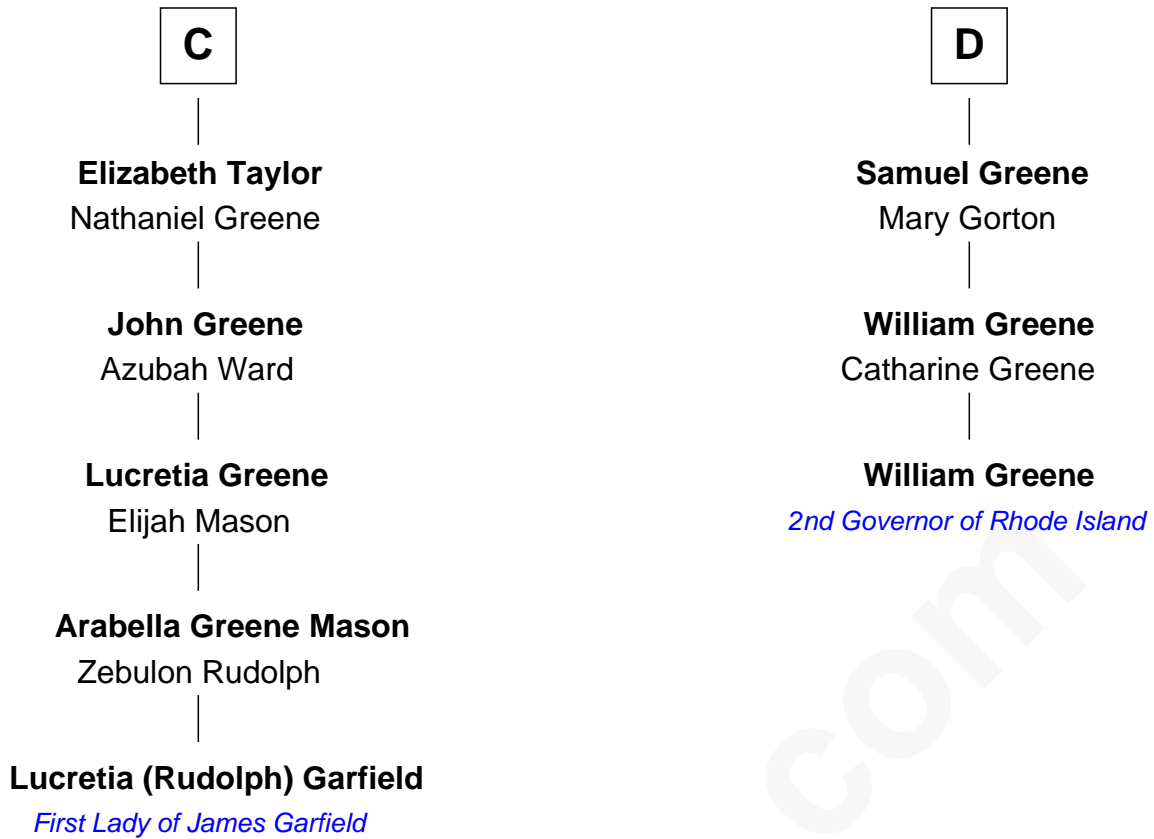 C
Elizabeth Taylor
Nathaniel Greene
John Greene
Azubah Ward
Lucretia Greene
Elijah Mason
Arabella Greene Mason
Zebulon Rudolph
Lucretia (Rudolph) Garfield
First Lady of James Garfield
D
Samuel Greene
Mary Gorton
William Greene
Catharine Greene
William Greene
2nd Governor of Rhode Island
com